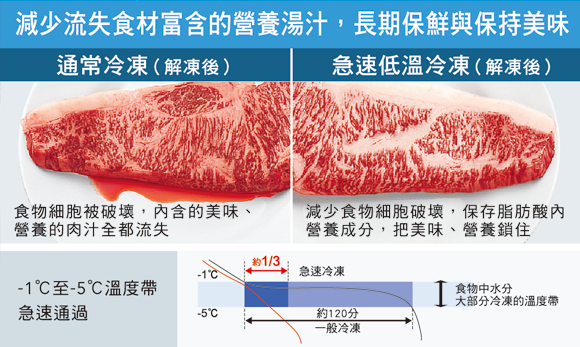 減少流失食材富含的營養湯汁，長期保鮮與保持美味
通常冷凍（解凍後）
急速低溫冷凍（解凍後）
食物細胞被破壞，內含的美味、
營養的肉汁全都流失
減少食物細胞破壞，保存脂肪酸內
營養成分，把美味、營養鎖住
-1℃至-5℃溫度帶
急速通過
約1/3
-1℃
急速冷凍
-5℃
約120分
一般冷凍
食物中水分
大部分冷凍的溫度帶